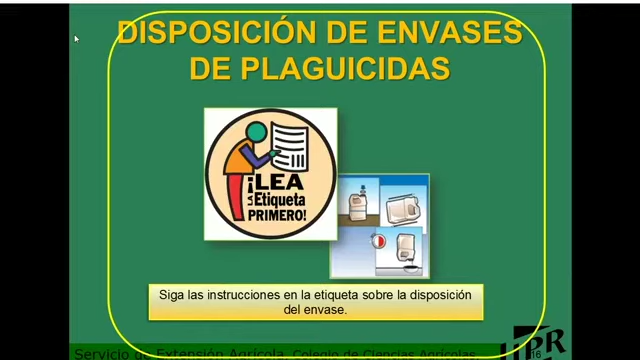 DISPOSICIÓN DE ENVASES
DE PLAGUICIDAS
¡LEA
LA Etiqueta
PRIMERO!
Siga las instrucciones en la etiqueta sobre la disposición
del envase.
Servicio de Extensión Agrícola, Colegio de Ciencias Agrícolas
UPR
16